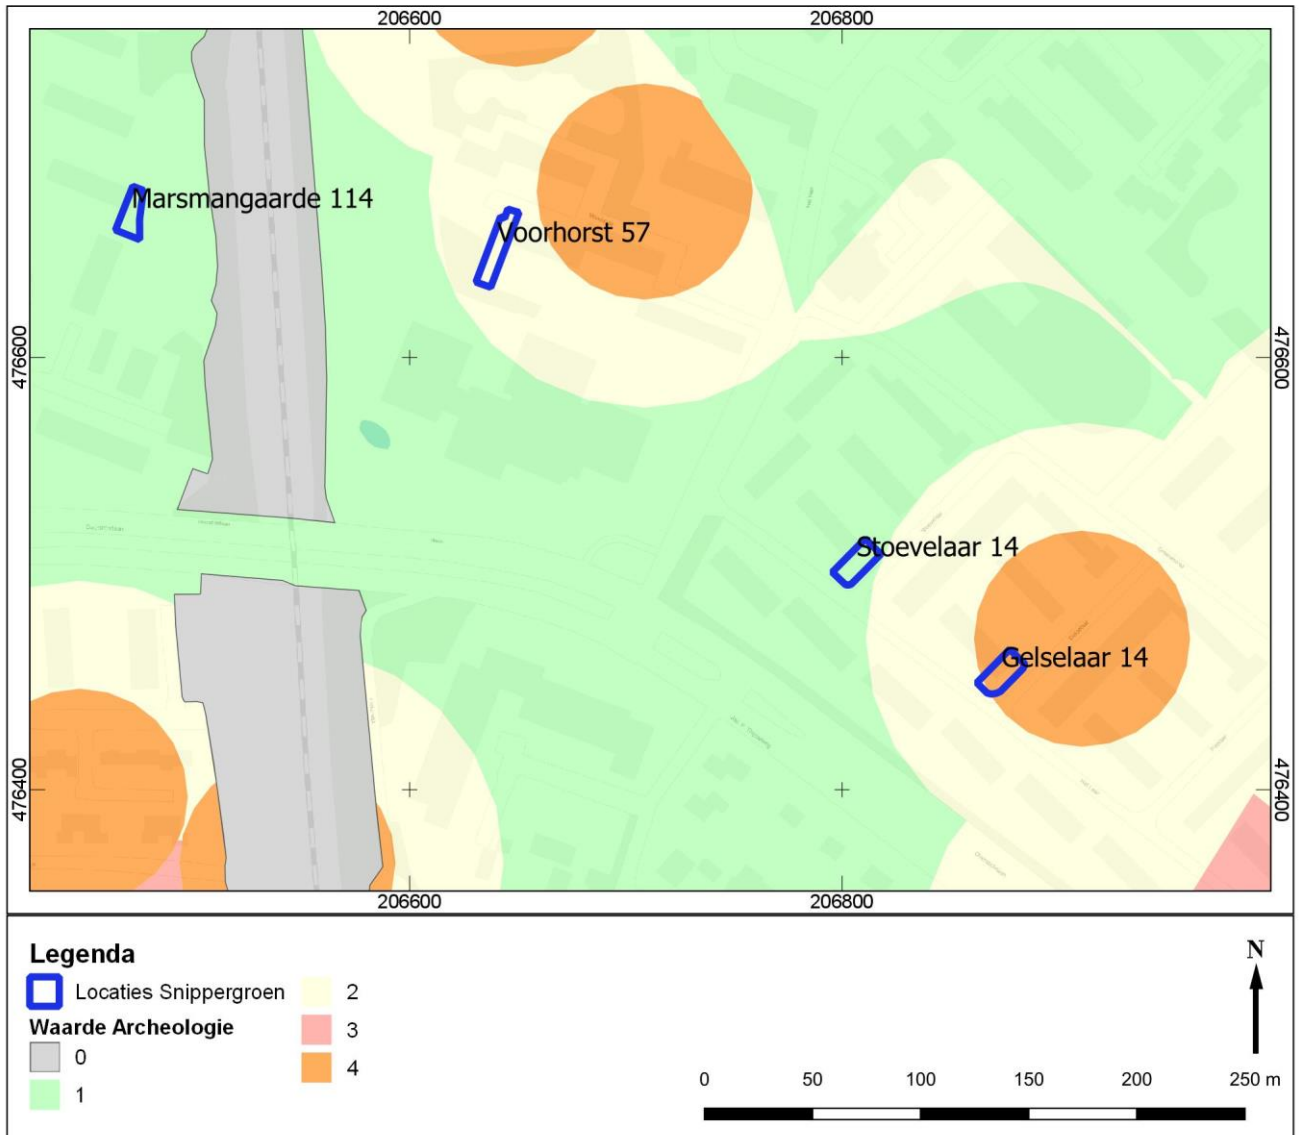 206600 206800
Marsmangaarde 114
Voorhorst 57
476600 476600
Stoevelaar 14
Gelselaar 14
476400 476400
206600 206800
Legenda
Locaties Snippergroen
Waarde Archeologie
0
1
2
3
4
N
0 50 100 150 200 250 m